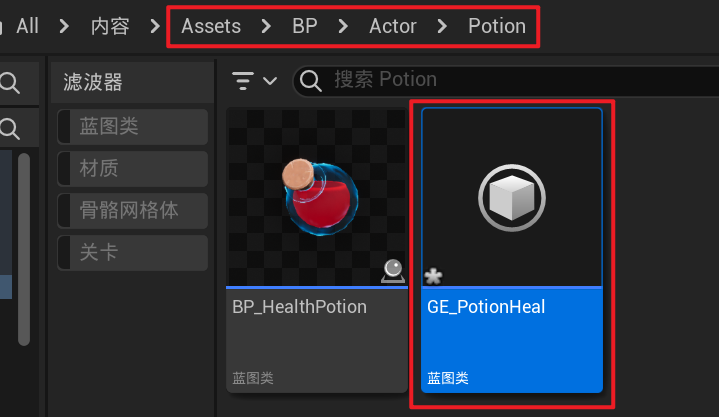 All > 内容 > Assets > BP > Actor > Potion
滤波器
搜索 Potion
蓝图类
材质
骨骼网格体
关卡
BP_HealthPotion
蓝图类
GE_PotionHeal
蓝图类